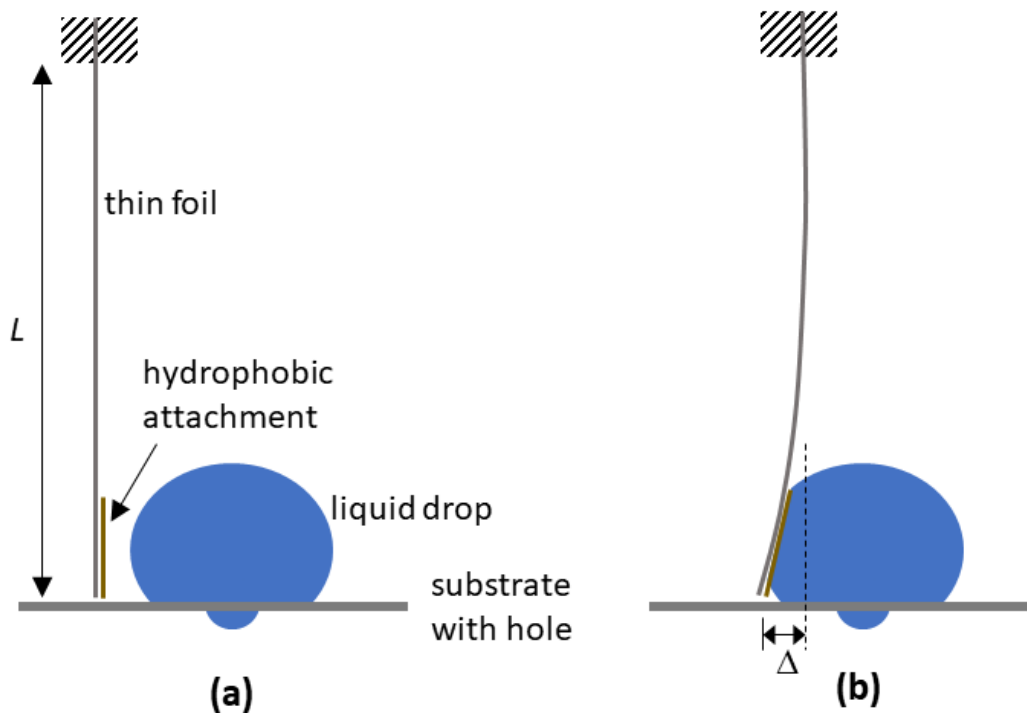 thin foil
L
hydrophobic
attachment
liquid drop
substrate
with hole
Δ
(a)
(b)